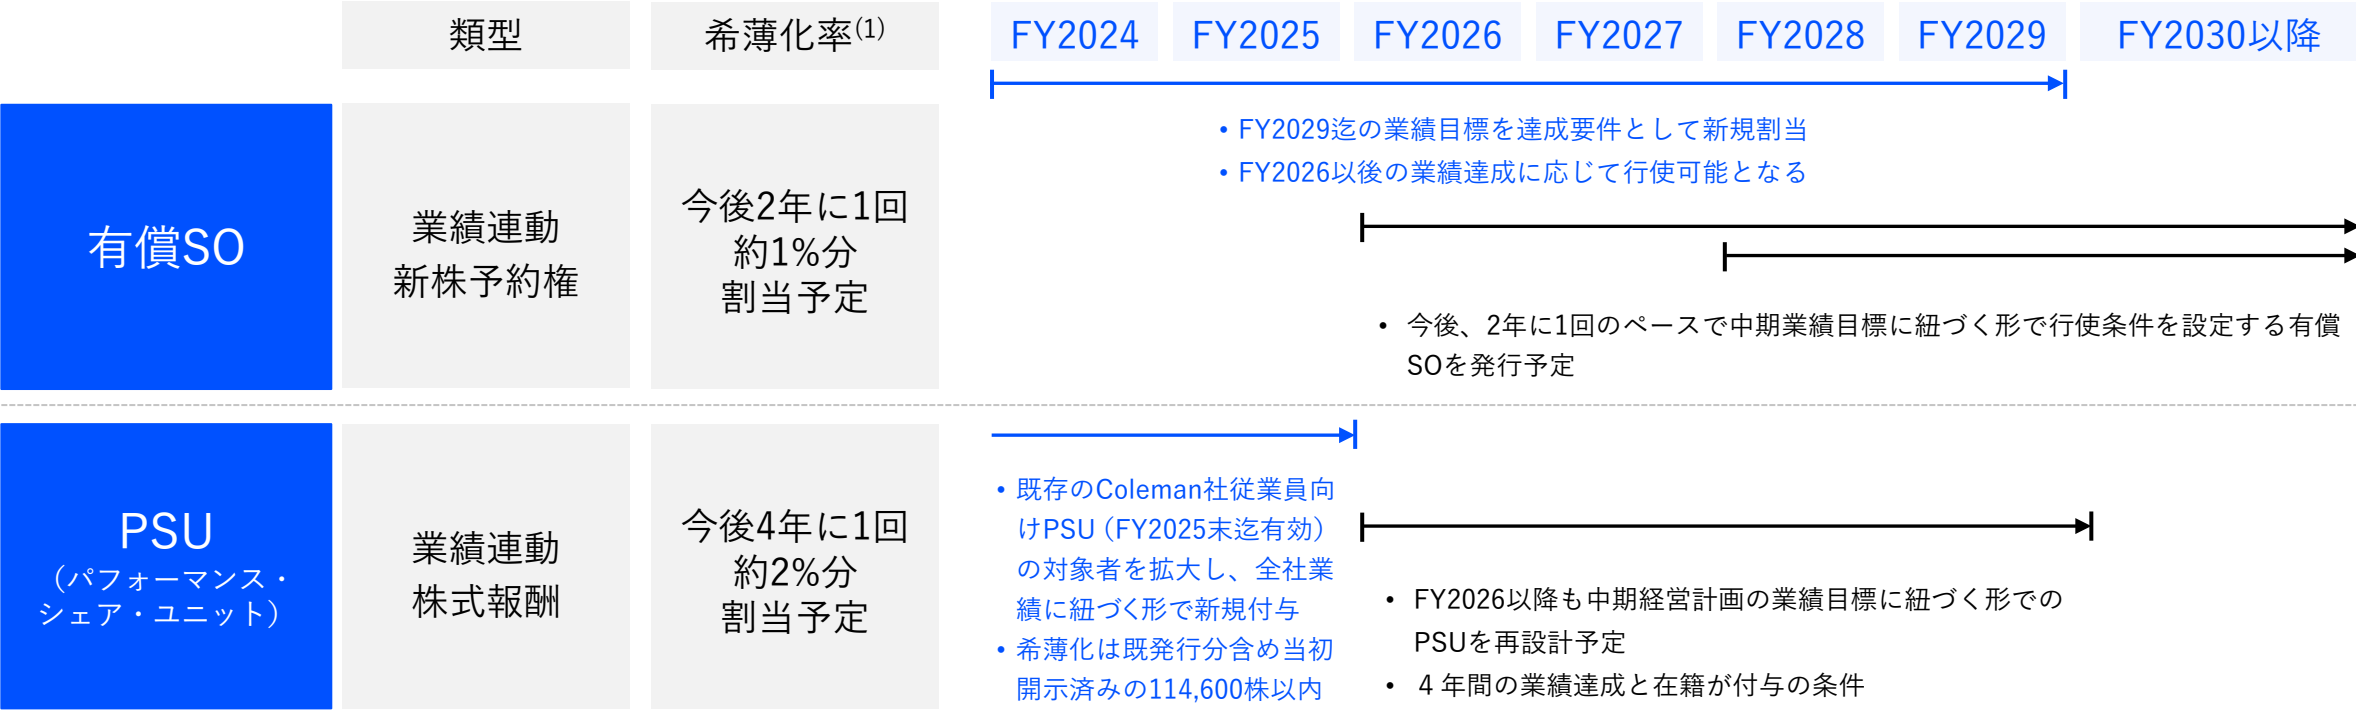 類型
希薄化率(1)
FY2024
FY2025
FY2026
FY2027
FY2028
FY2029
FY2030以降
有償SO
業績連動
新株予約権
今後2年に1回
約1%分
割当予定
• FY2029迄の業績目標を達成要件として新規割当
• FY2026以後の業績達成に応じて行使可能となる
• 今後、2年に1回のペースで中期業績目標に紐づく形で行使条件を設定する有償
SOを発行予定
PSU
（パフォーマンス・
シェア・ユニット）
業績連動
株式報酬
今後4年に1回
約2%分
割当予定
• 既存のColeman社従業員向
けPSU（FY2025末迄有効）
の対象者を拡大し、全社業
績に紐づく形で新規付与
• 希薄化は既発行分含め当初
開示済みの114,600株以内
• FY2026以降も中期経営計画の業績目標に紐づく形での
PSUを再設計予定
• ４年間の業績達成と在籍が付与の条件